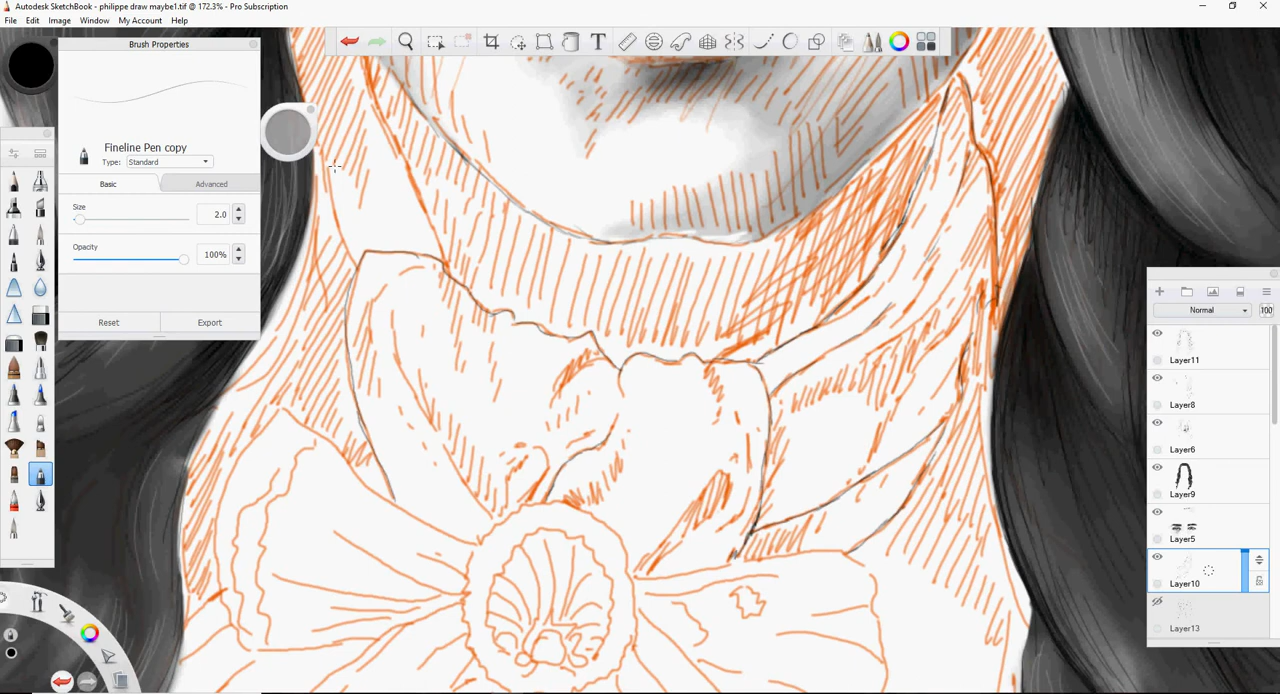 Autodesk SketchBook - philippe draw maybe1.tif @ 172.3% - Pro Subscription
File Edit Image Window My Account Help
Brush Properties
Fineline Pen copy
Type: Standard
Basic Advanced
Size
2.0
Opacity
100%
Reset Export
Normal 100
Layer11
Layer8
Layer6
Layer9
Layer5
Layer10
Layer13